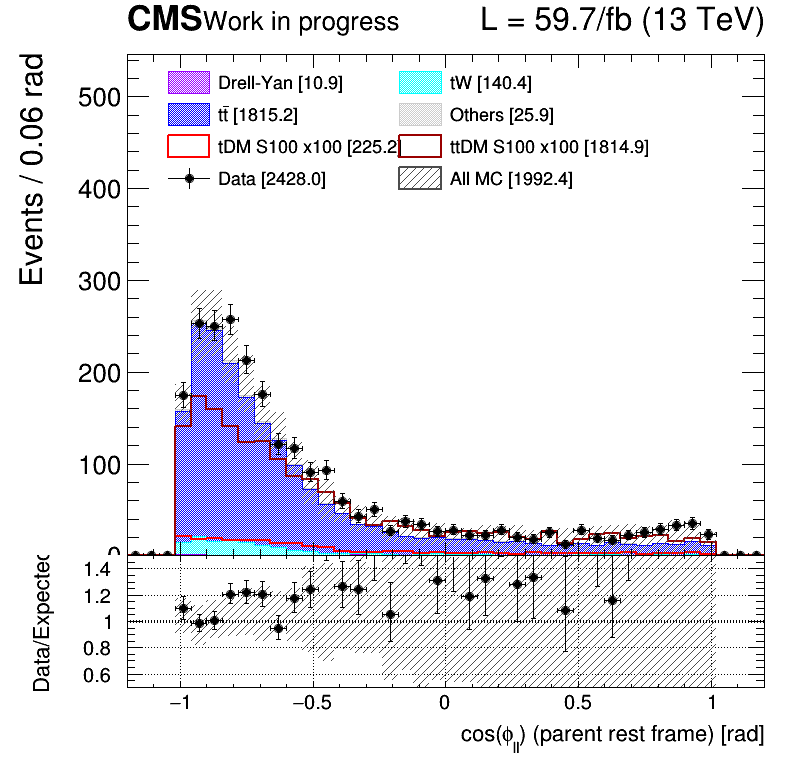 CMS Work in progress L = 59.7/fb (13 TeV)
Events / 0.06 rad
500
400
300
200
100
0
Drell-Yan [10.9]
tW [140.4]
tt̄ [1815.2]
Others [25.9]
tDM S100 x100 [225.2]
ttDM S100 x100 [1814.9]
Data [2428.0]
All MC [1992.4]
Data/Expected
1.4
1.2
1
0.8
0.6
−1 −0.5 0 0.5 1
cos(ϕ_ll) (parent rest frame) [rad]